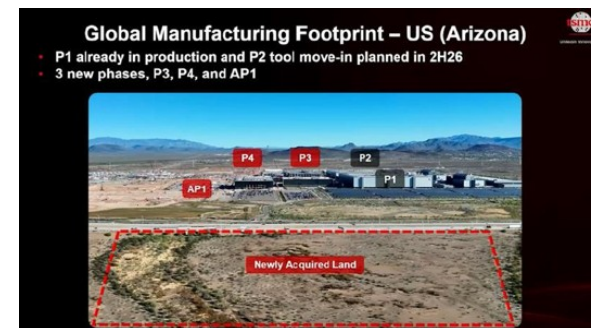 Global Manufacturing Footprint – US (Arizona)
• P1 already in production and P2 tool move-in planned in 2H26
• 3 new phases, P3, P4, and AP1
P4 P3 P2
P1
AP1
Newly Acquired Land